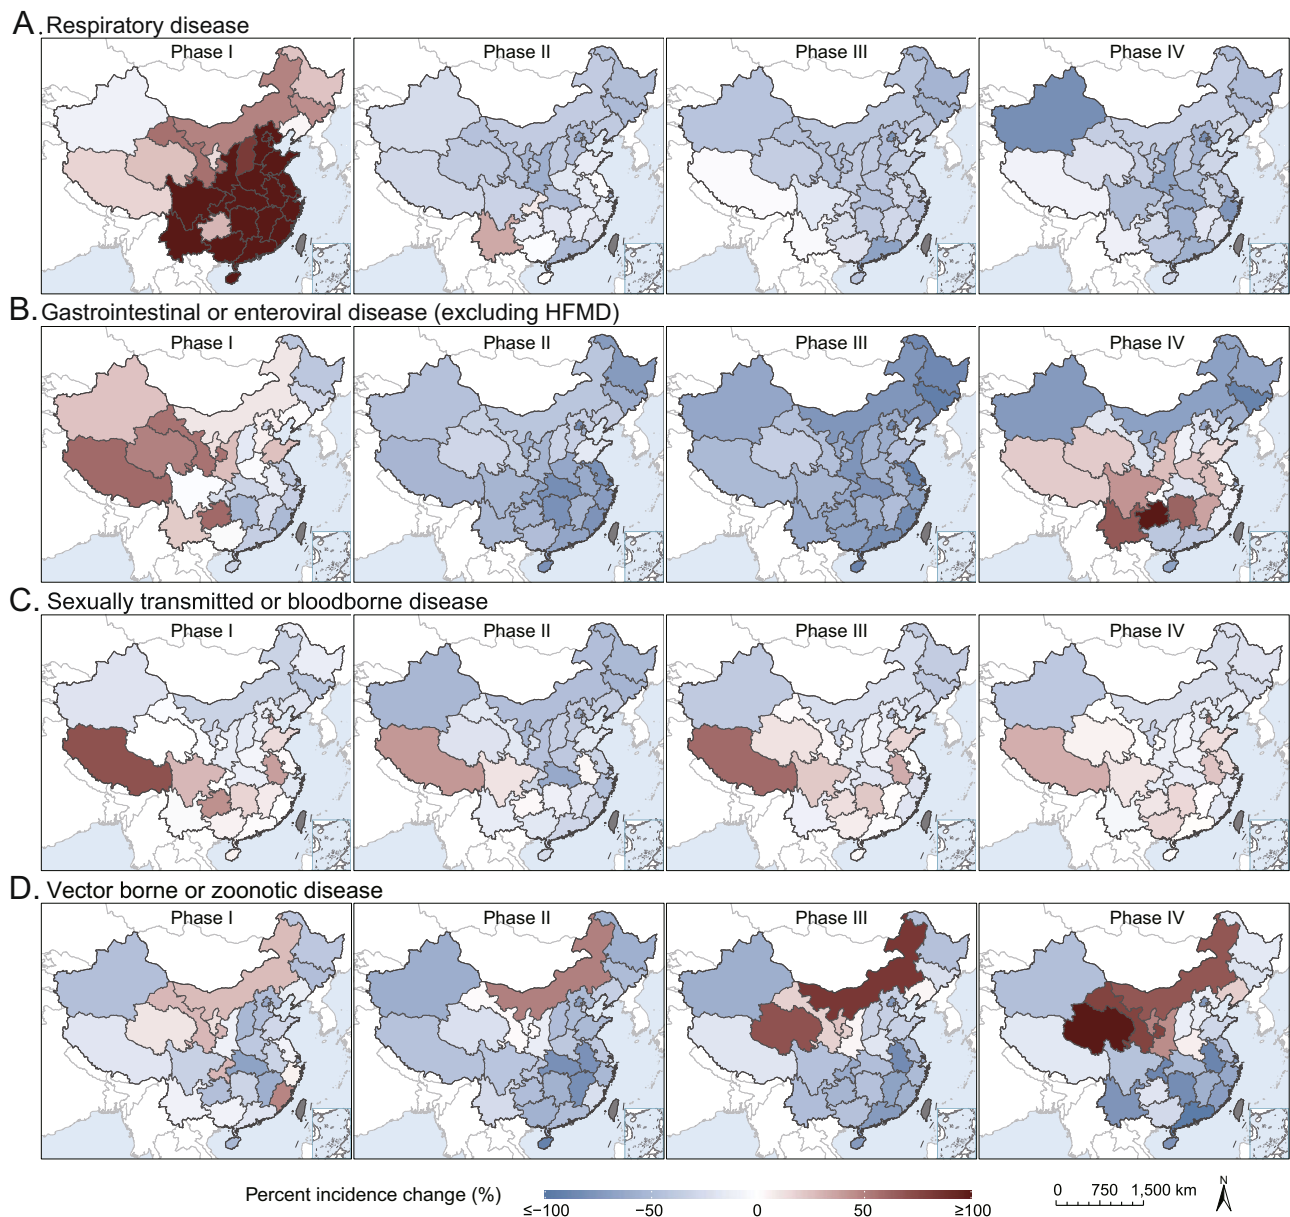 A. Respiratory disease
Phase I
Phase II
Phase III
Phase IV
B. Gastrointestinal or enteroviral disease (excluding HFMD)
Phase I
Phase II
Phase III
Phase IV
C. Sexually transmitted or bloodborne disease
Phase I
Phase II
Phase III
Phase IV
D. Vector borne or zoonotic disease
Phase I
Phase II
Phase III
Phase IV
Percent incidence change (%)
≤−100 −50 0 50 ≥100
0 750 1,500 km
N